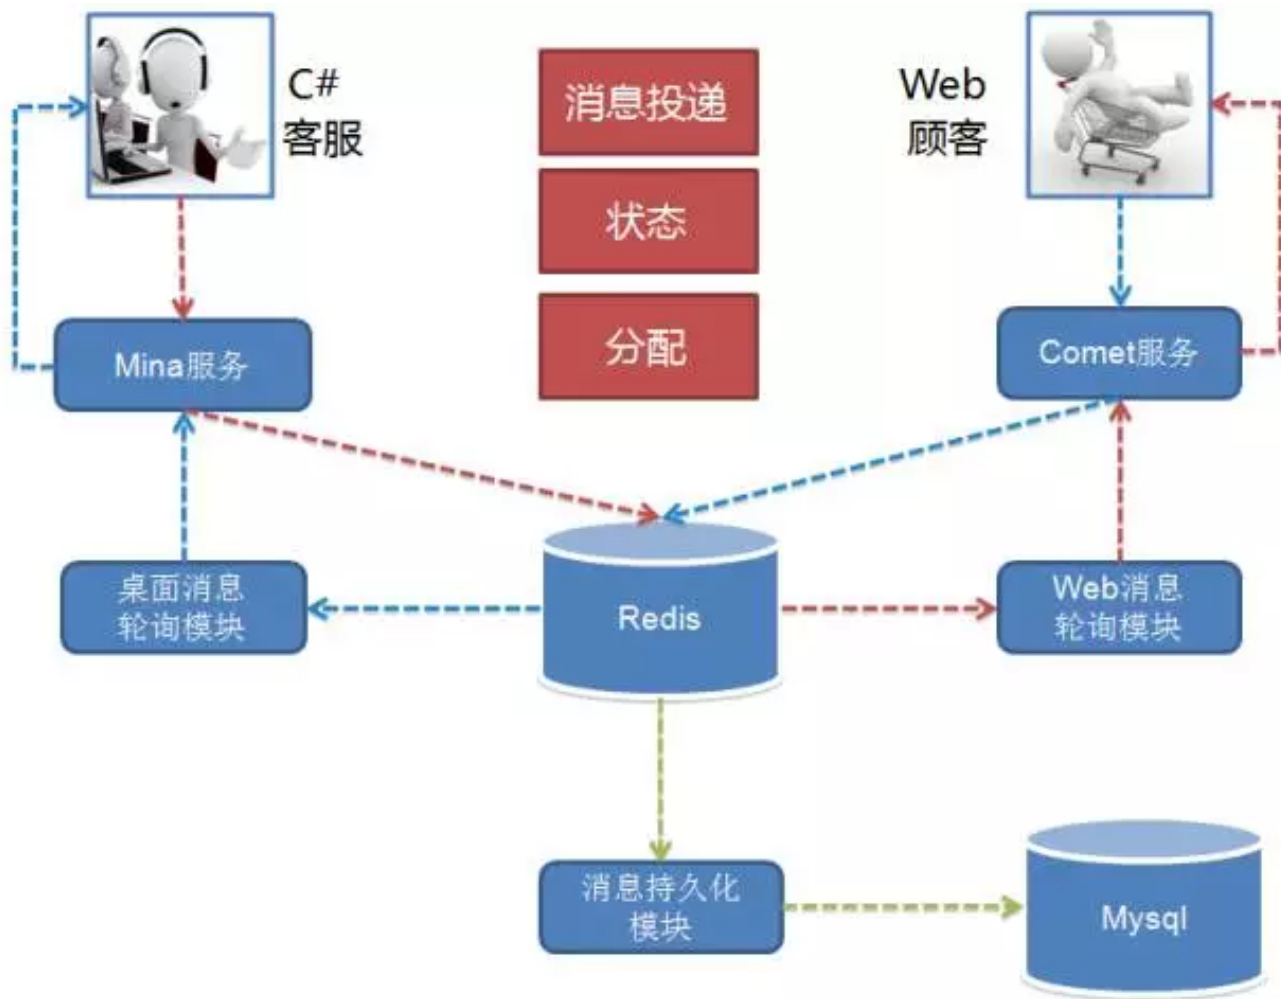 C#
客服
消息投递
Web
顾客
状态
分配
Mina服务
Comet服务
桌面消息
轮询模块
Redis
Web消息
轮询模块
消息持久化
模块
Mysql